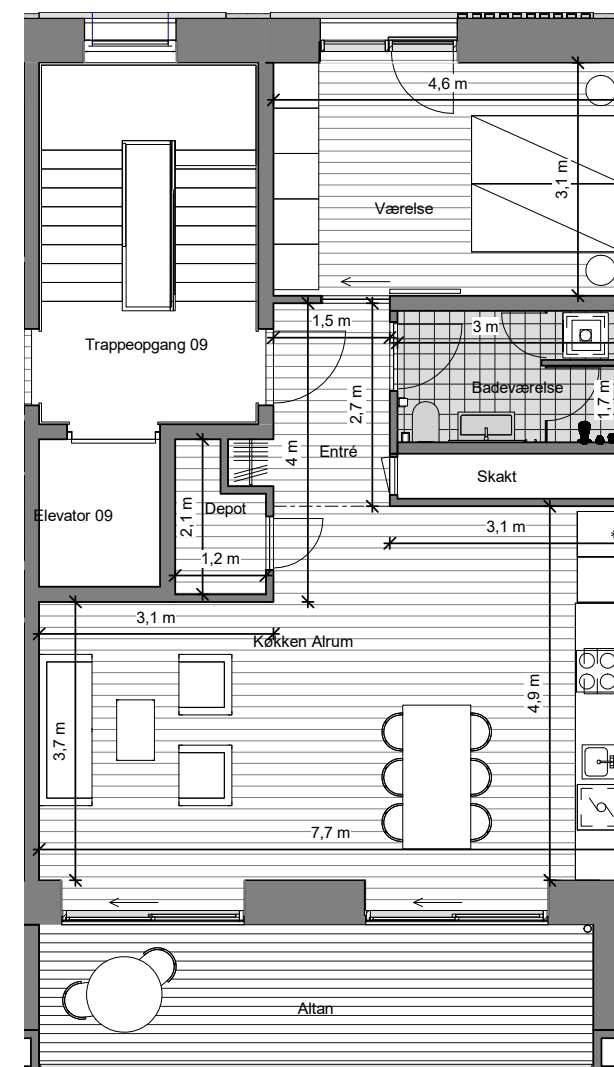 4,6 m
3,1 m
Værelse
1,5 m
3 m
Trappeopgang 09
Badeværelse
1,7 m
2,7 m
4 m
Entré
Skakt
Elevator 09
2,1 m
Depot
3,1 m
1,2 m
3,1 m
Køkken Alrum
4,9 m
3,7 m
7,7 m
Altan